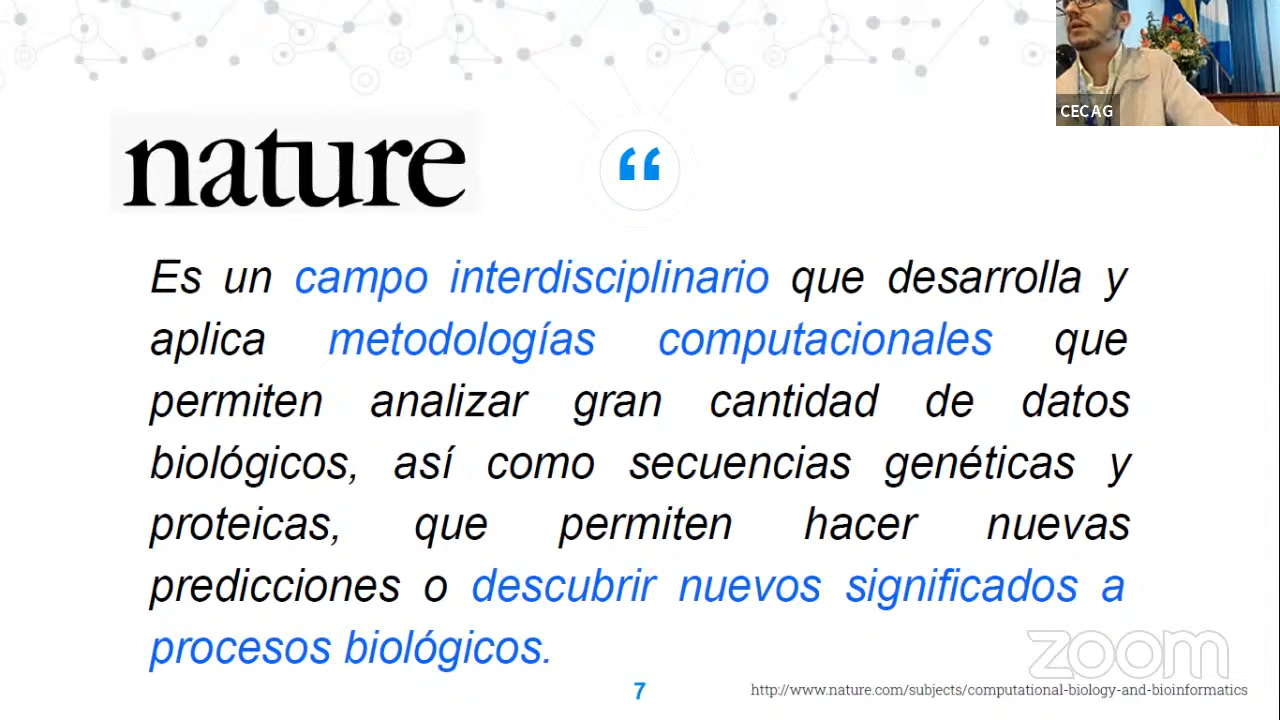 CECAG
nature
“
Es un campo interdisciplinario que desarrolla y
aplica metodologías computacionales que
permiten analizar gran cantidad de datos
biológicos, así como secuencias genéticas y
proteicas, que permiten hacer nuevas
predicciones o descubrir nuevos significados a
procesos biológicos.
zoom
7
http://www.nature.com/subjects/computational-biology-and-bioinformatics